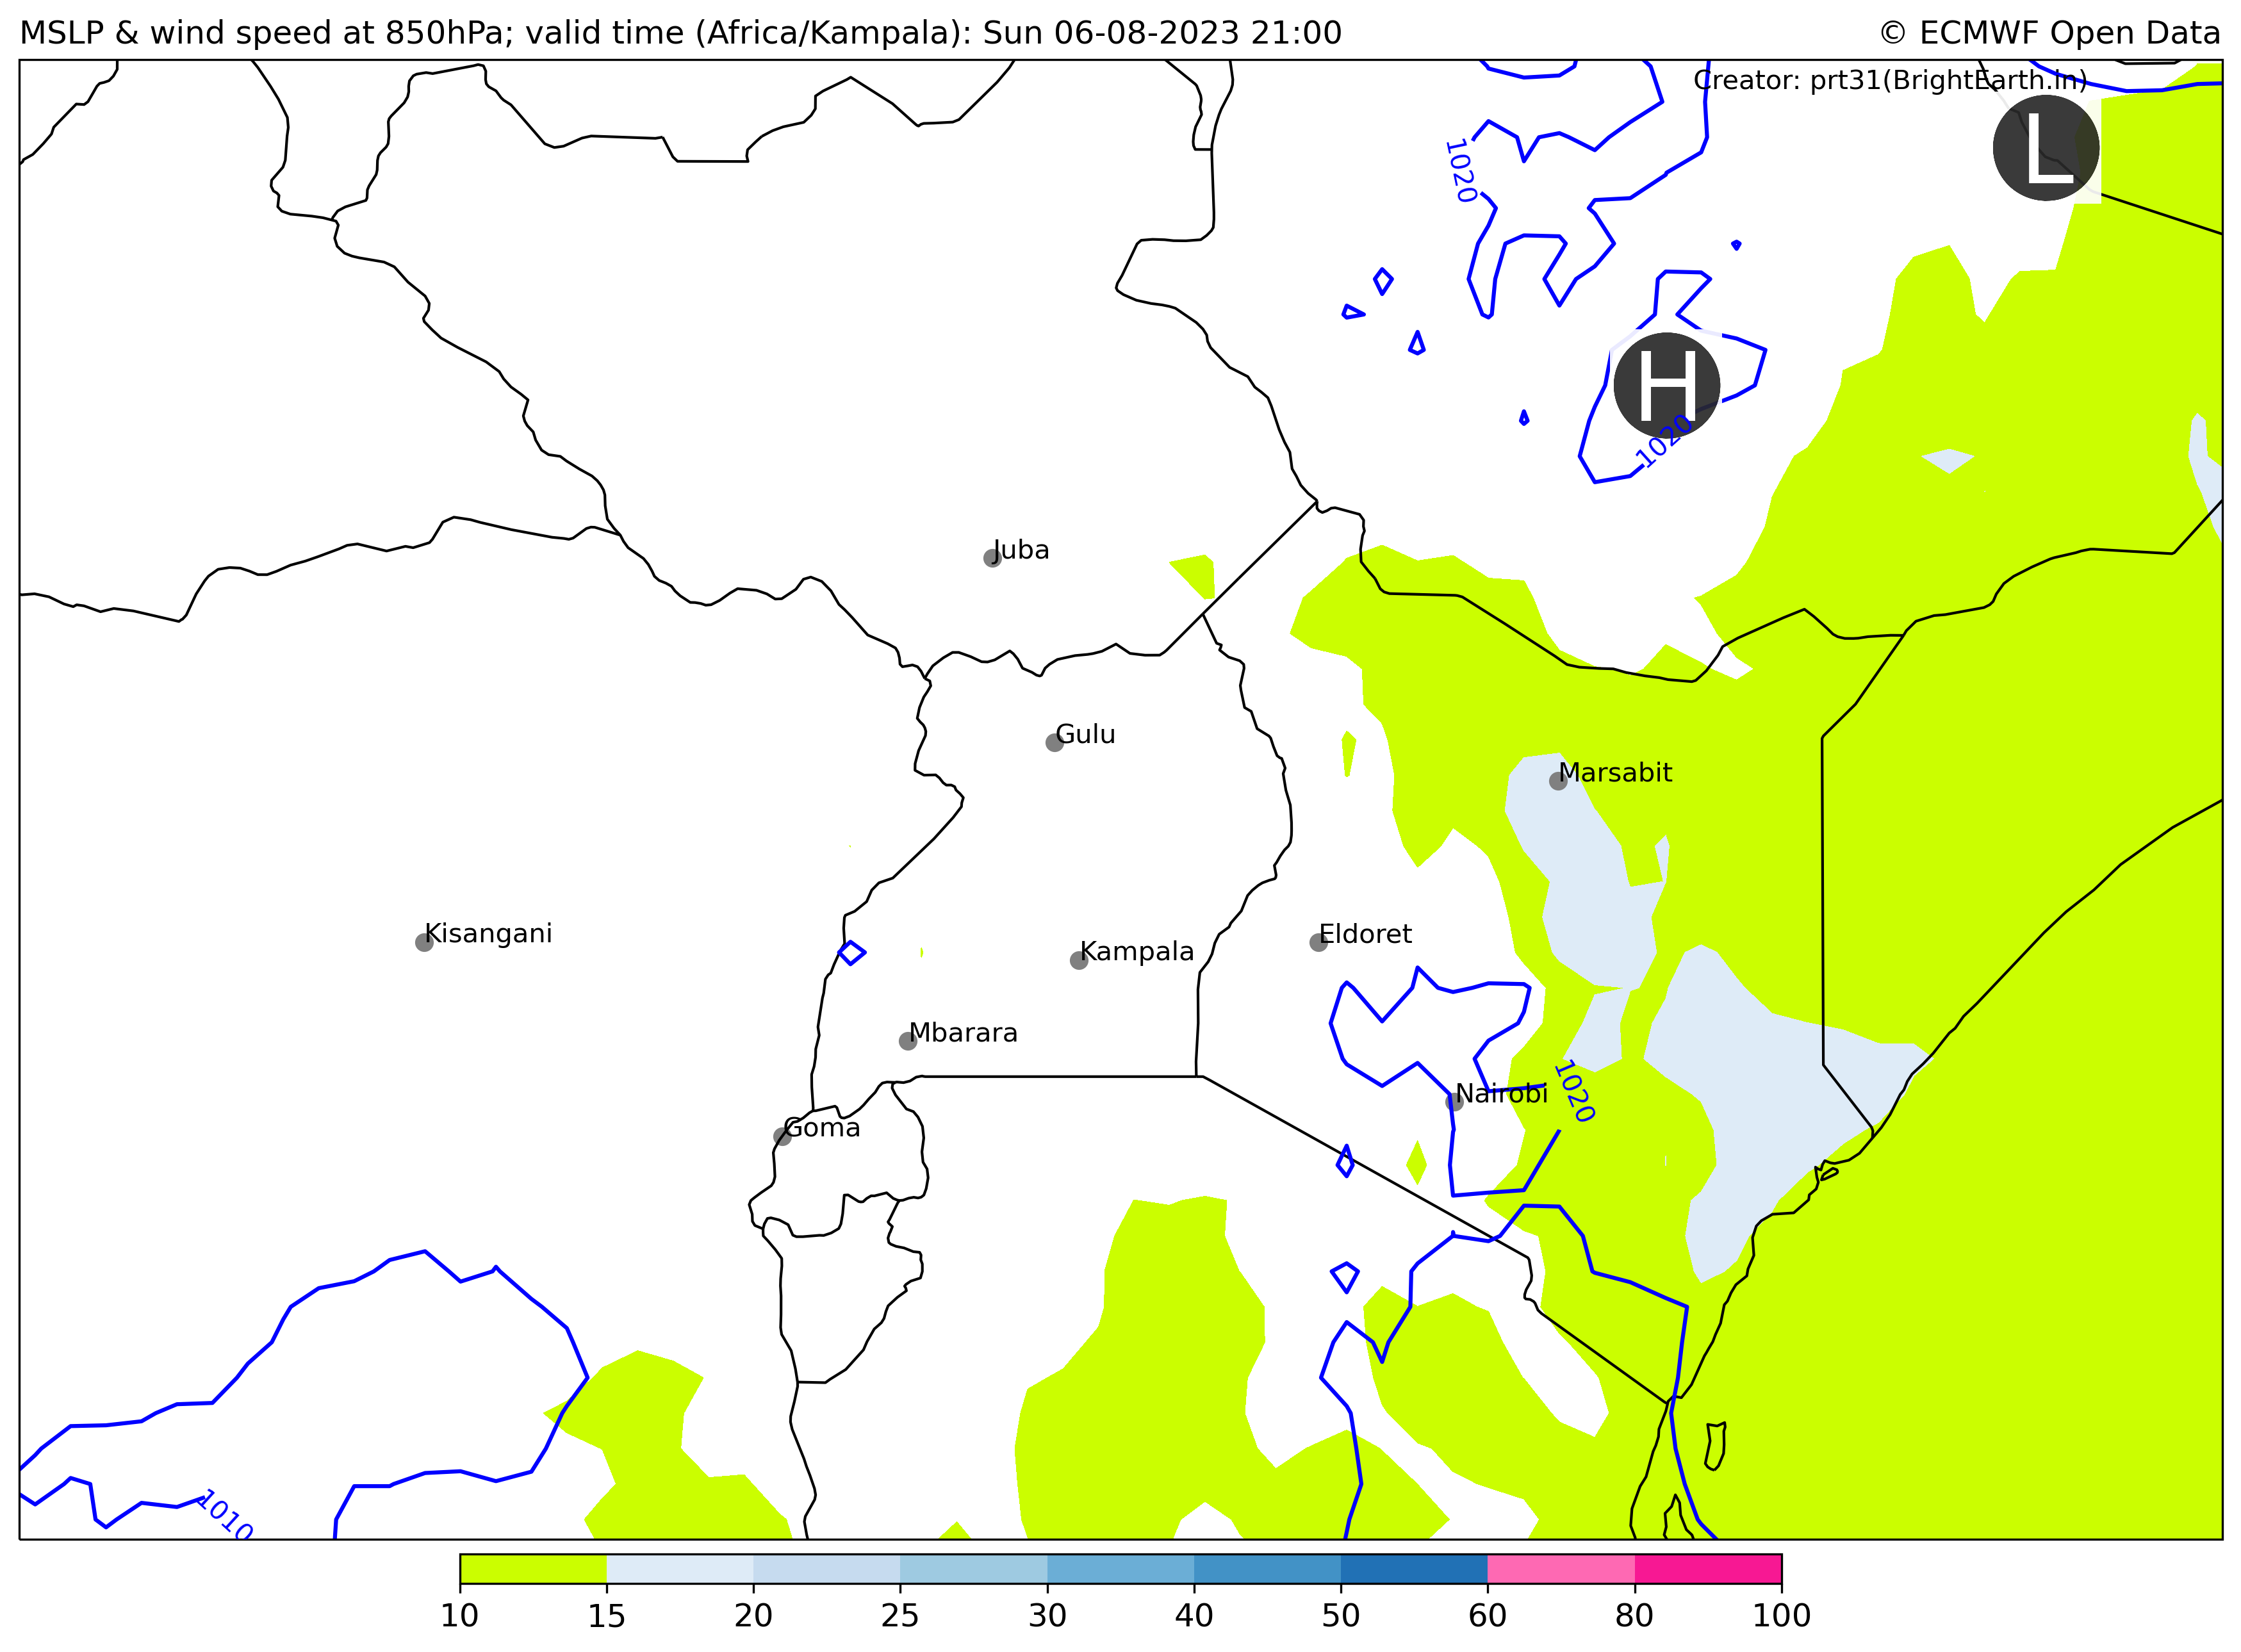 MSLP & wind speed at 850hPa; valid time (Africa/Kampala): Sun 06-08-2023 21:00
© ECMWF Open Data
Creator: prt31(BrightEarth.in)
L
1020
H
1020
Juba
Gulu
Marsabit
Kisangani
Eldoret
Kampala
Mbarara
Nairobi
1020
Goma
1010
10 15 20 25 30 40 50 60 80 100